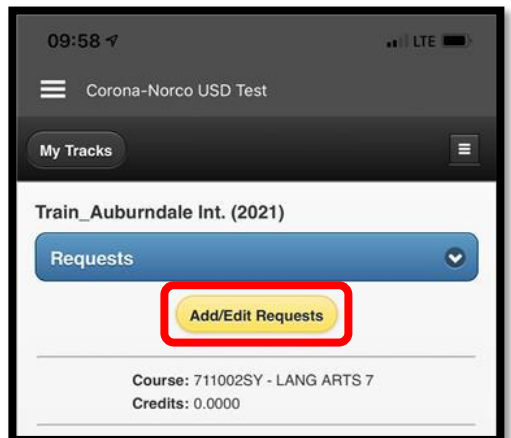 09:58 LTE
Corona-Norco USD Test
My Tracks
Train_Auburndale Int. (2021)
Requests
Add/Edit Requests
Course: 711002SY - LANG ARTS 7
Credits: 0.0000